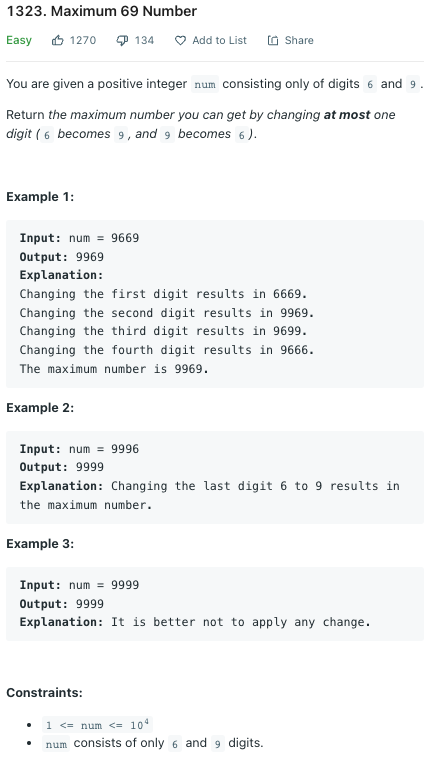 1323. Maximum 69 Number
Easy 1270 134 Add to List Share
You are given a positive integer num consisting only of digits 6 and 9 .
Return the maximum number you can get by changing at most one
digit ( 6 becomes 9 , and 9 becomes 6 ).
Example 1:
Input: num = 9669
Output: 9969
Explanation:
Changing the first digit results in 6669.
Changing the second digit results in 9969.
Changing the third digit results in 9699.
Changing the fourth digit results in 9666.
The maximum number is 9969.
Example 2:
Input: num = 9996
Output: 9999
Explanation: Changing the last digit 6 to 9 results in
the maximum number.
Example 3:
Input: num = 9999
Output: 9999
Explanation: It is better not to apply any change.
Constraints:
• 1 <= num <= 10⁴
• num consists of only 6 and 9 digits.